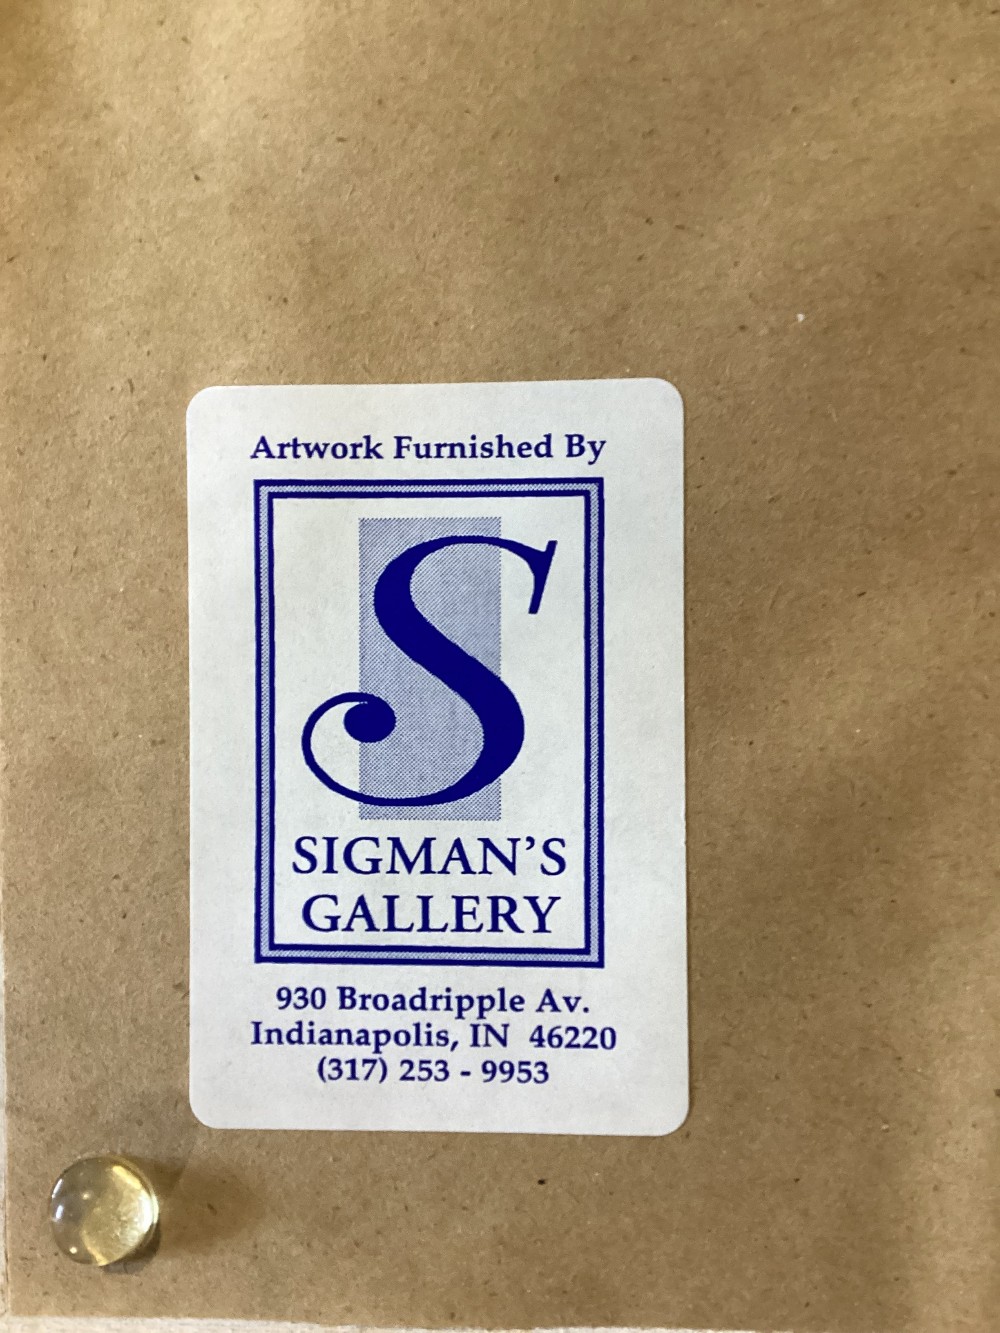 Artwork Furnished By
S
SIGMAN'S
GALLERY
930 Broadripple Av.
Indianapolis, IN 46220
(317) 253 - 9953